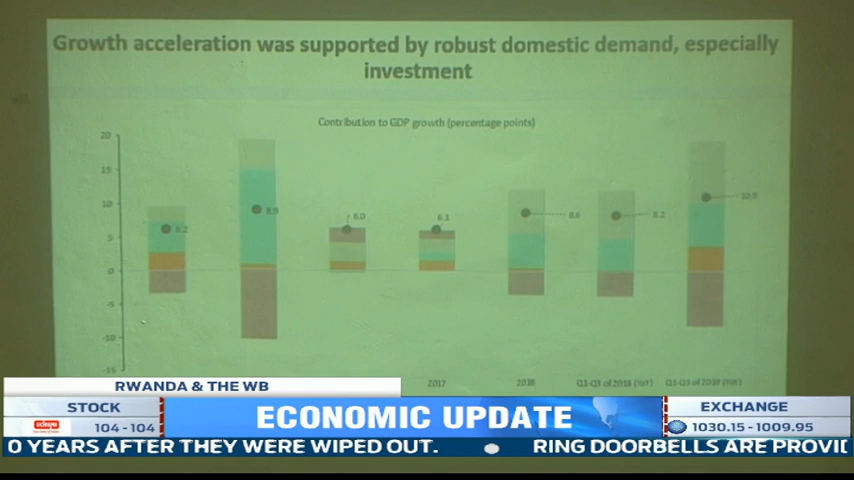 Growth acceleration was supported by robust domestic demand, especially
investment
Contribution to GDP growth (percentage points)
20
15
10
5
0
-5
-10
-15
6.2
8.9
6.0
6.1
8.6
8.2
10.9
2017
2018
Q1-Q3 of 2018 (YoY)
Q1-Q3 of 2019 (YoY)
RWANDA & THE WB
STOCK
104 - 104
ECONOMIC UPDATE
EXCHANGE
1030.15 - 1009.95
0 YEARS AFTER THEY WERE WIPED OUT.
RING DOORBELLS ARE PROVID